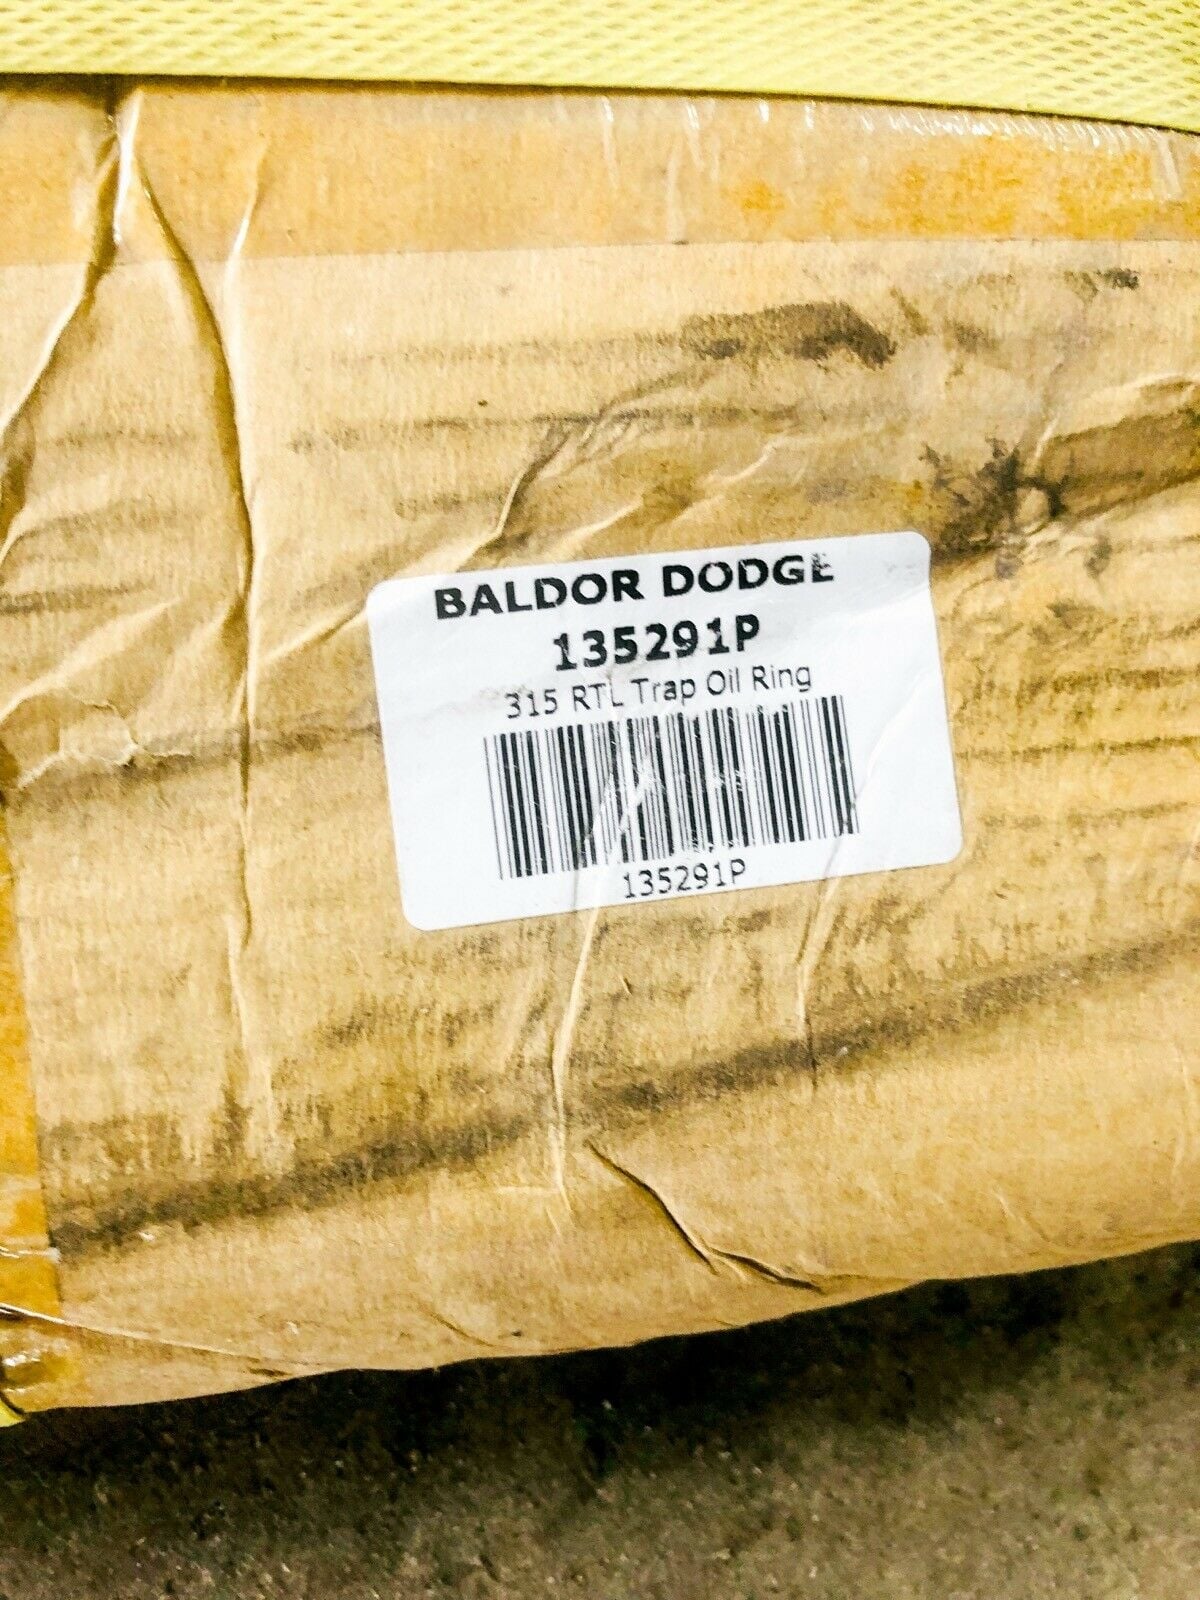 BALDOR DODGE
135291P
315 RTL Trap Oil Ring
135291P